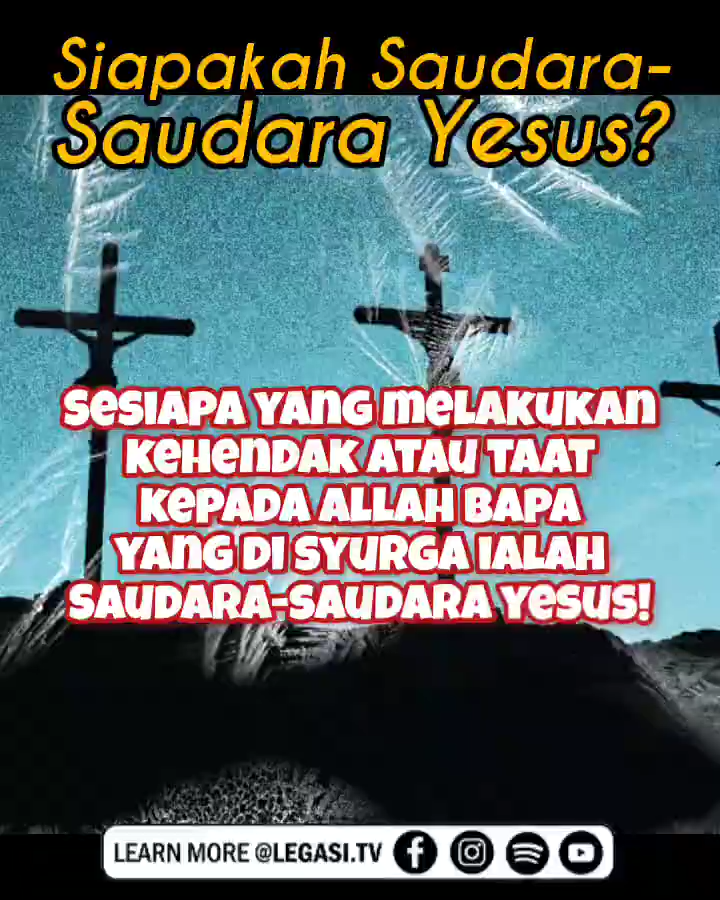 Siapakah Saudara-
Saudara Yesus?
Sesiapa yang melakukan
kehendak atau taat
kepada Allah Bapa
yang di Syurga ialah
saudara-saudara Yesus!
LEARN MORE @LEGASI.TV